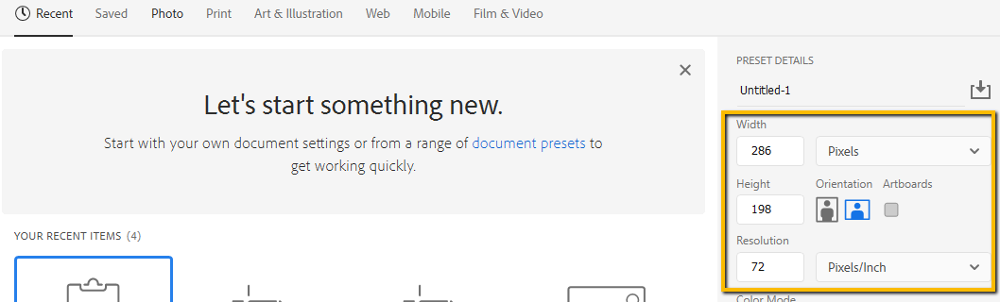 Recent Saved Photo Print Art & Illustration Web Mobile Film & Video
Let's start something new.
Start with your own document settings or from a range of document presets to
get working quickly.
YOUR RECENT ITEMS (4)
PRESET DETAILS
Untitled-1
Width
286 Pixels
Height Orientation Artboards
198
Resolution
72 Pixels/Inch
Color Mode